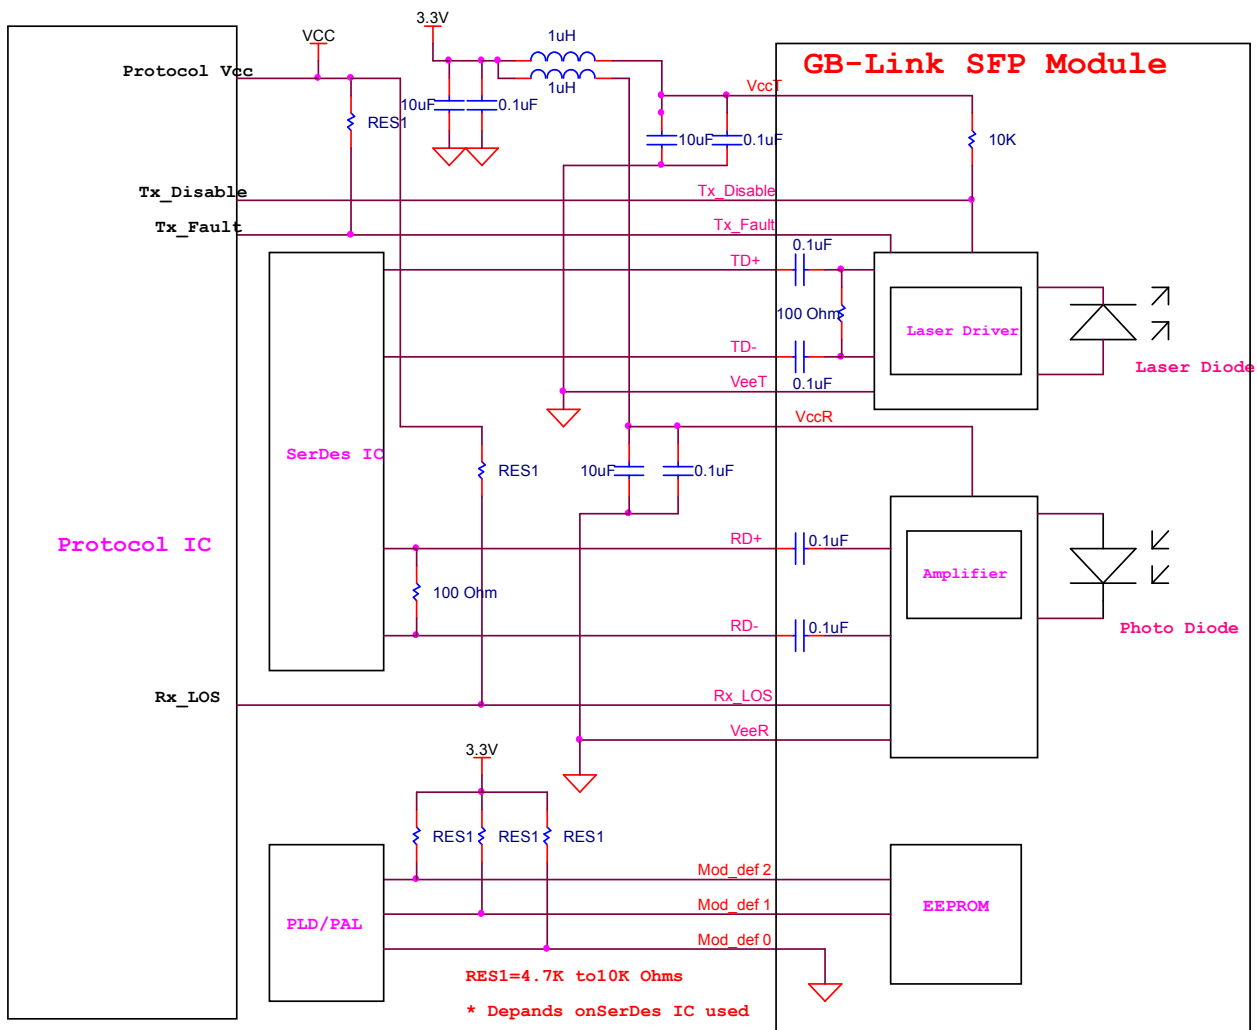 3.3V
VCC
1uH
GB-Link SFP Module
Protocol Vcc
1uH
VccT
10uF
0.1uF
RES1
10uF
0.1uF
10K
Tx_Disable
Tx_Disable
Tx_Fault
Tx_Fault
0.1uF
TD+
100 Ohm
Laser Driver
TD-
Laser Diode
VeeT
0.1uF
VccR
SerDes IC
RES1
10uF
0.1uF
Protocol IC
RD+
0.1uF
Amplifier
100 Ohm
RD-
0.1uF
Photo Diode
Rx_LOS
Rx_LOS
VeeR
3.3V
RES1
RES1
RES1
Mod_def 2
Mod_def 1
EEPROM
PLD/PAL
Mod_def 0
RES1=4.7K to10K Ohms
* Depands onSerDes IC used